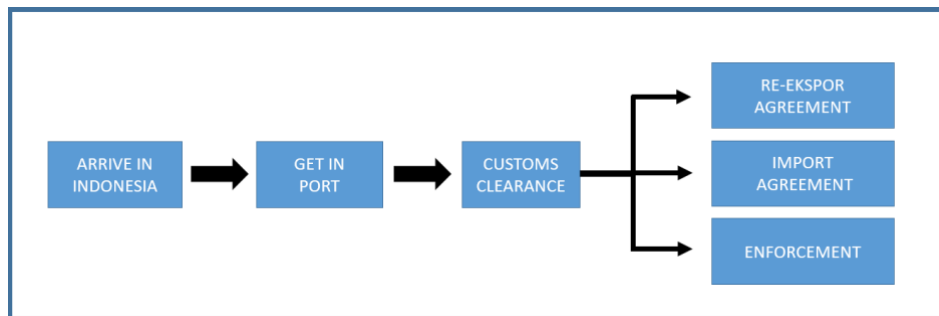 ARRIVE IN
INDONESIA
GET IN
PORT
CUSTOMS
CLEARANCE
RE-EKSPOR
AGREEMENT
IMPORT
AGREEMENT
ENFORCEMENT